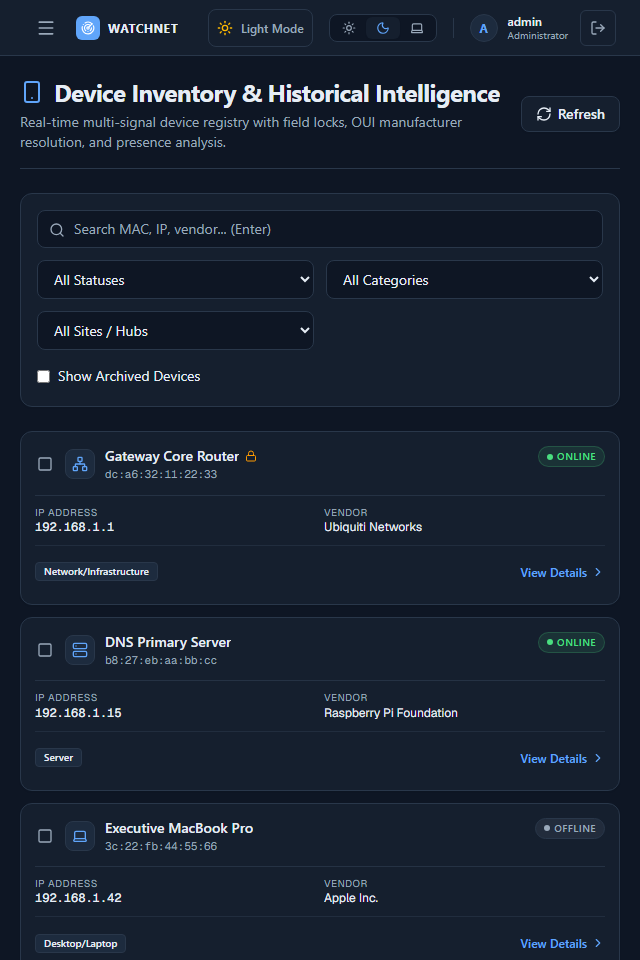 WATCHNET
Light Mode
A
admin
Administrator
Device Inventory & Historical Intelligence
Real-time multi-signal device registry with field locks, OUI manufacturer
resolution, and presence analysis.
Refresh
Search MAC, IP, vendor... (Enter)
All Statuses
All Categories
All Sites / Hubs
Show Archived Devices
Gateway Core Router
dc:a6:32:11:22:33
ONLINE
IP ADDRESS
192.168.1.1
VENDOR
Ubiquiti Networks
Network/Infrastructure
View Details
DNS Primary Server
b8:27:eb:aa:bb:cc
ONLINE
IP ADDRESS
192.168.1.15
VENDOR
Raspberry Pi Foundation
Server
View Details
Executive MacBook Pro
3c:22:fb:44:55:66
OFFLINE
IP ADDRESS
192.168.1.42
VENDOR
Apple Inc.
Desktop/Laptop
View Details